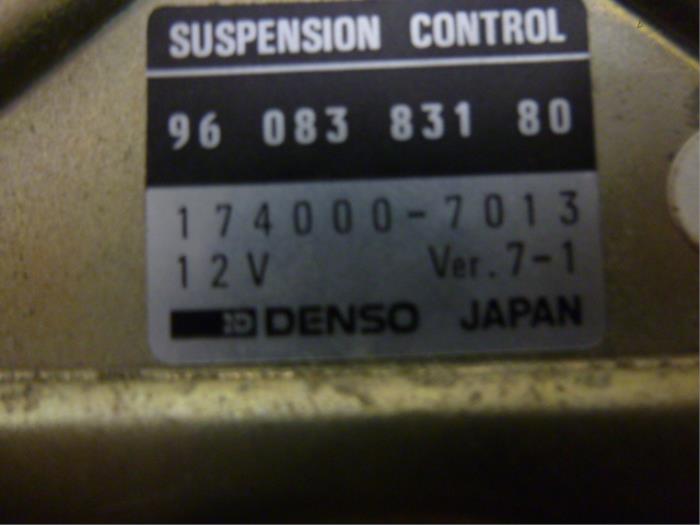 SUSPENSION CONTROL
96 083 831 80
174000-7013
12V Ver.7-1
DENSO JAPAN